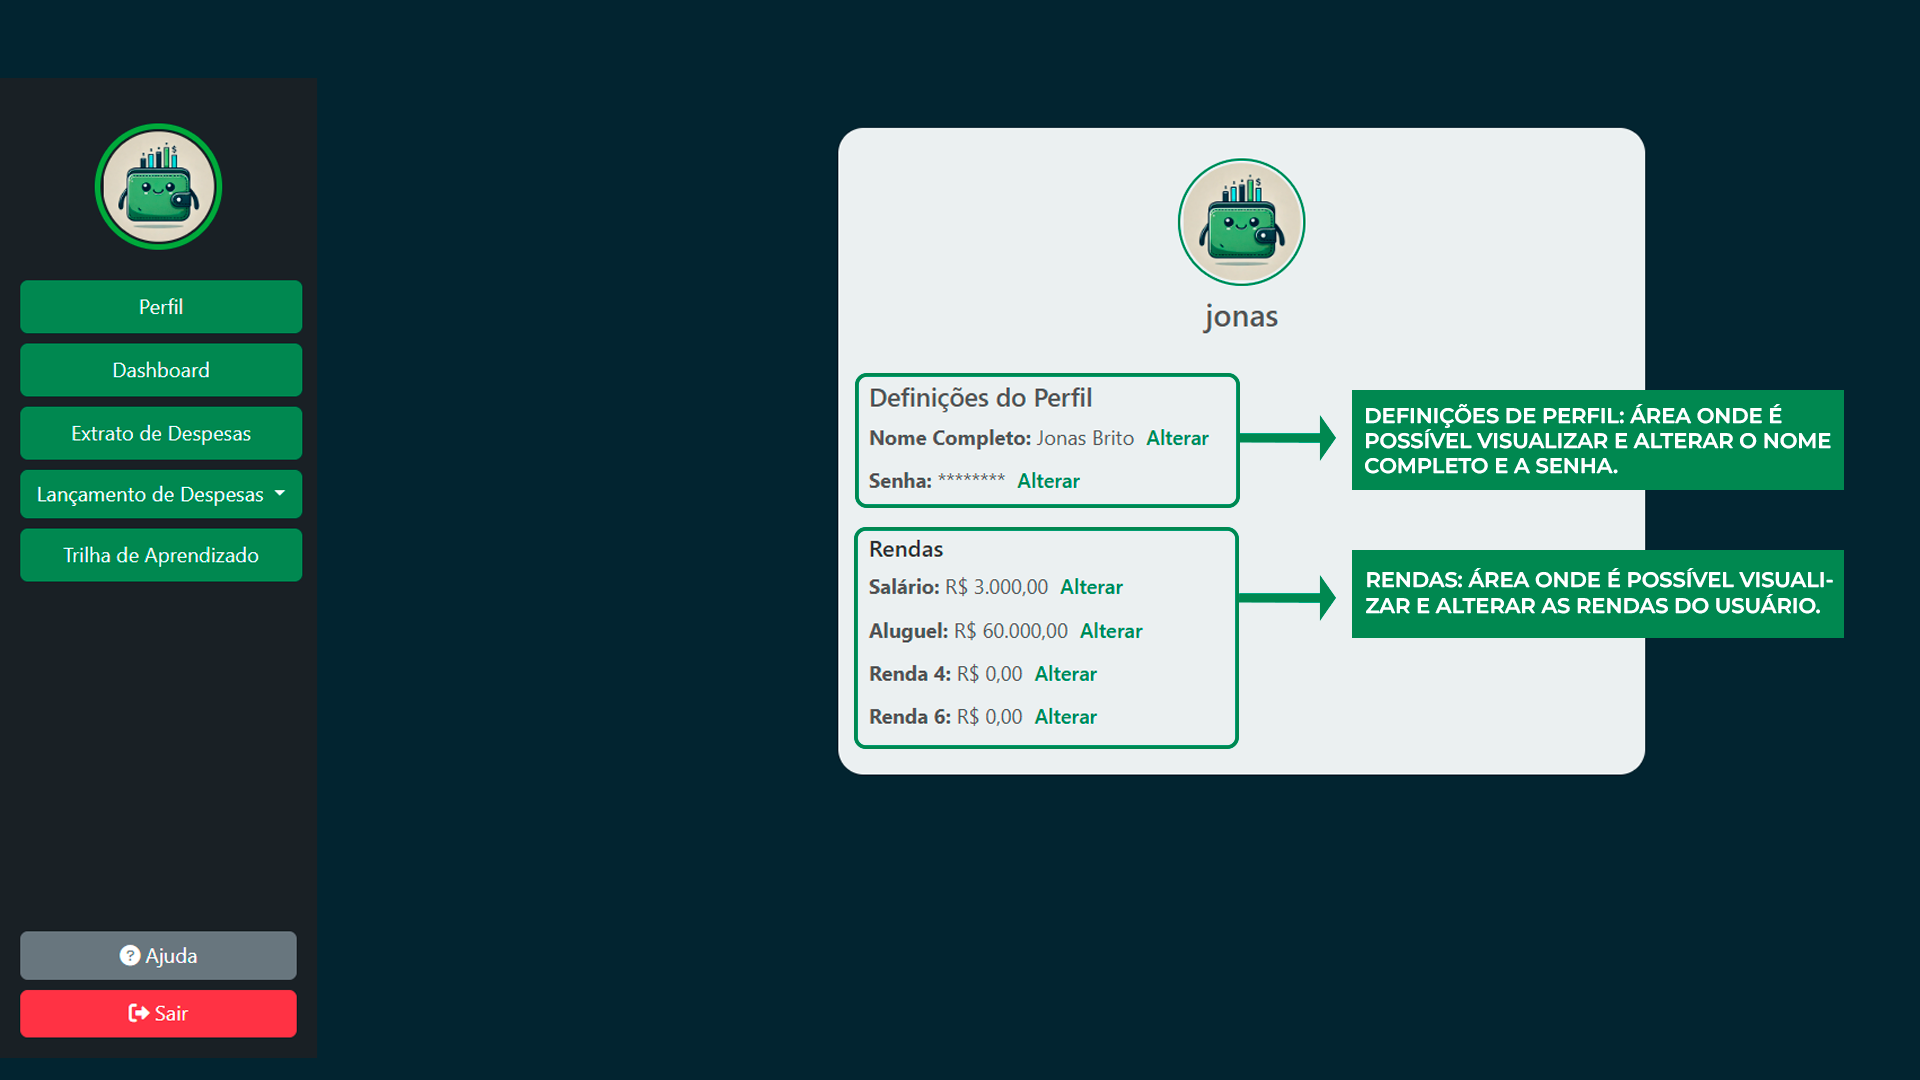 Perfil
Dashboard
Extrato de Despesas
Lançamento de Despesas
Trilha de Aprendizado
Ajuda
Sair
jonas
Definições do Perfil
Nome Completo: Jonas Brito Alterar
Senha: ******** Alterar
Rendas
Salário: R$ 3.000,00 Alterar
Aluguel: R$ 60.000,00 Alterar
Renda 4: R$ 0,00 Alterar
Renda 6: R$ 0,00 Alterar
DEFINIÇÕES DE PERFIL: ÁREA ONDE É
POSSÍVEL VISUALIZAR E ALTERAR O NOME
COMPLETO E A SENHA.
RENDAS: ÁREA ONDE É POSSÍVEL VISUALI-
ZAR E ALTERAR AS RENDAS DO USUÁRIO.